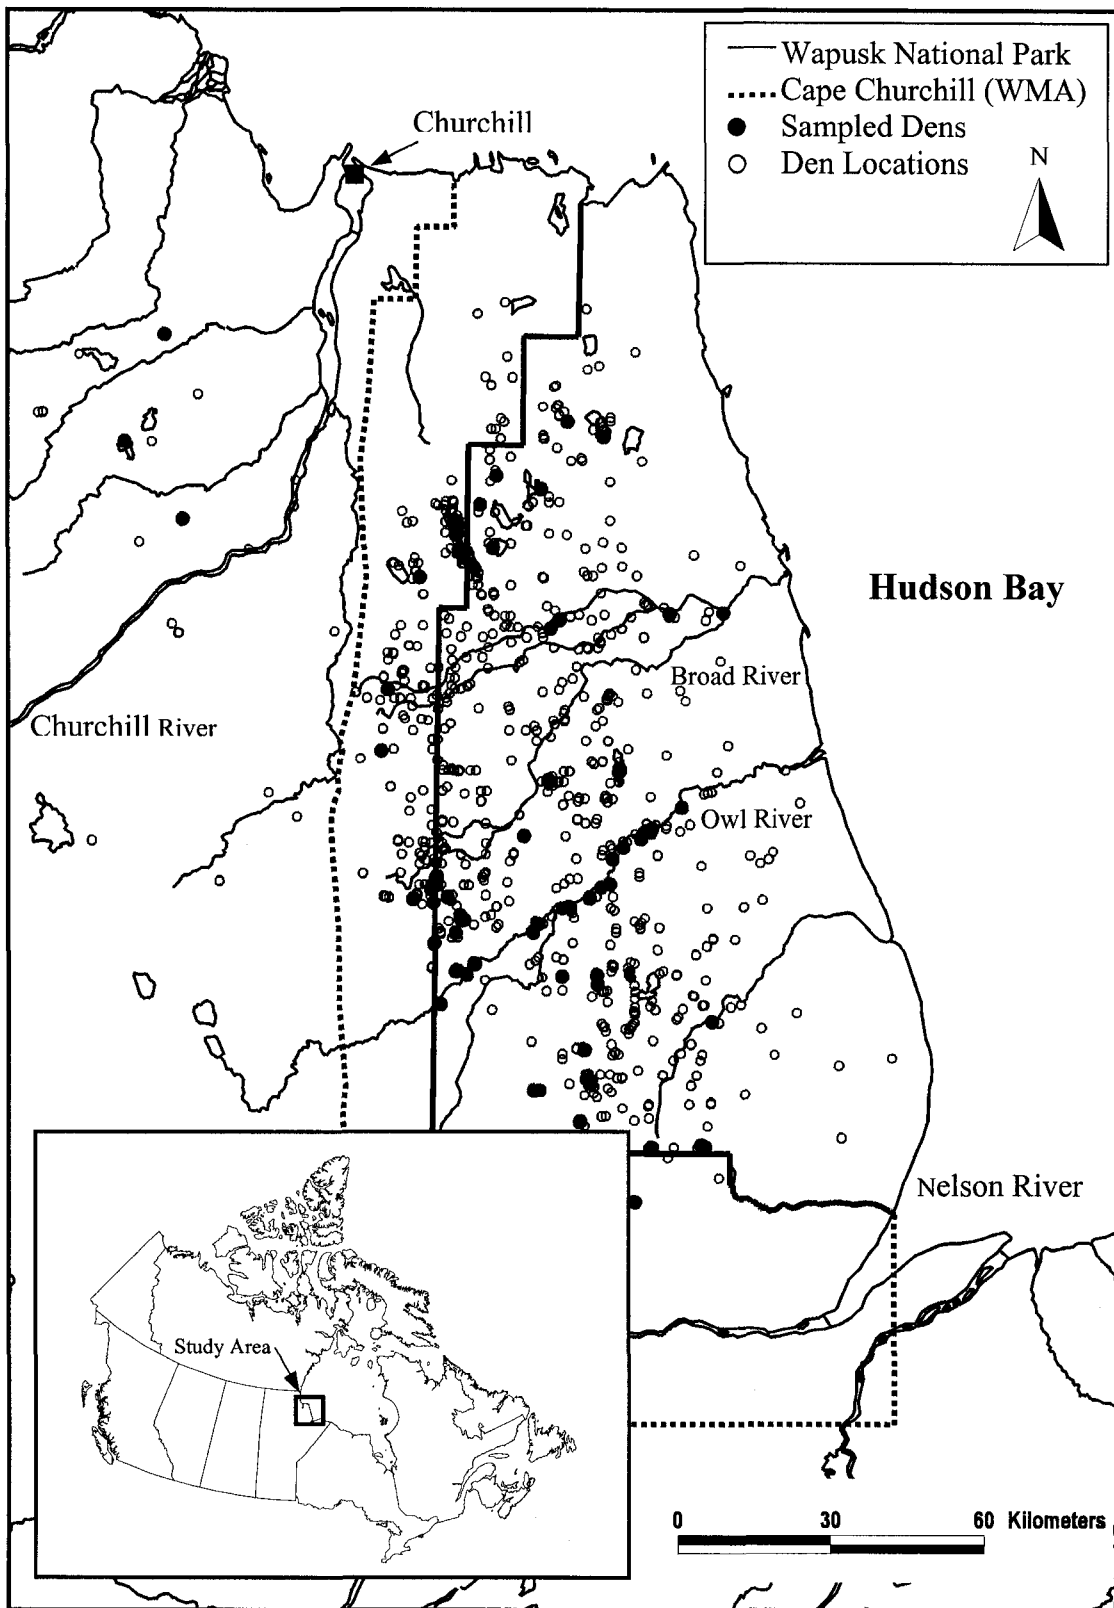 Wapusk National Park
Cape Churchill (WMA)
Sampled Dens
Den Locations
N
Churchill
Hudson Bay
Broad River
Churchill River
Owl River
Nelson River
Study Area
0 30 60 Kilometers